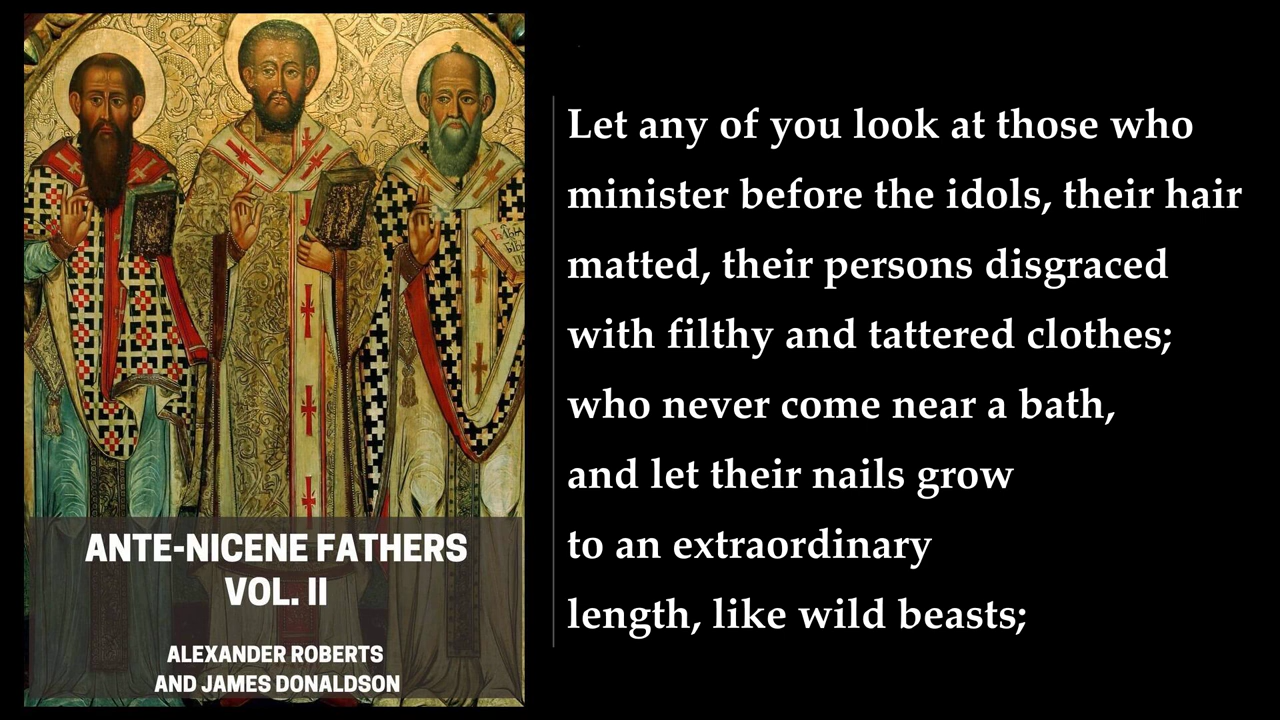 ANTE-NICENE FATHERS
VOL. II
ALEXANDER ROBERTS
AND JAMES DONALDSON
Let any of you look at those who
minister before the idols, their hair
matted, their persons disgraced
with filthy and tattered clothes;
who never come near a bath,
and let their nails grow
to an extraordinary
length, like wild beasts;